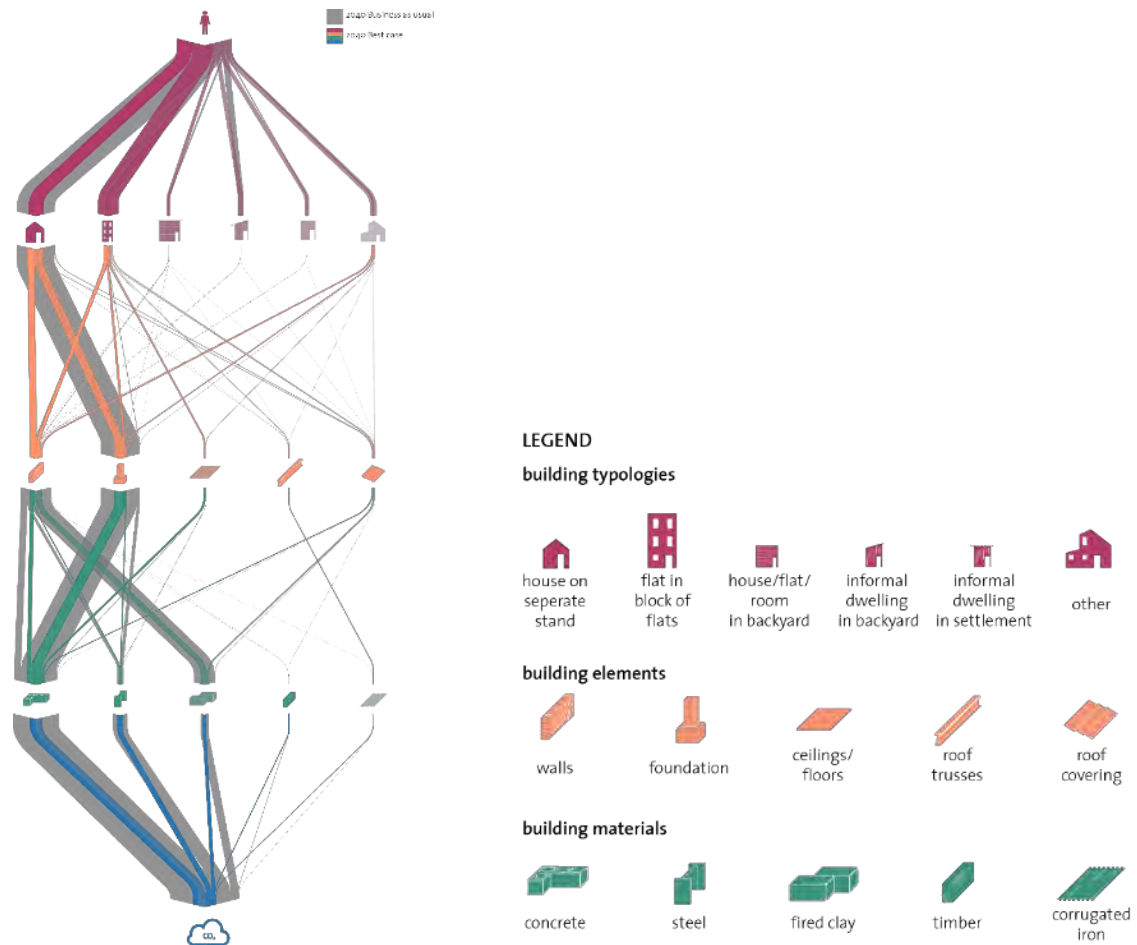 2040 Business as usual
2040 Best case
LEGEND
building typologies
house on
seperate
stand
flat in
block of
flats
house/flat/
room
in backyard
informal
dwelling
in backyard
informal
dwelling
in settlement
other
building elements
walls
foundation
ceilings/
floors
roof
trusses
roof
covering
building materials
concrete
steel
fired clay
timber
corrugated
iron
CO₂